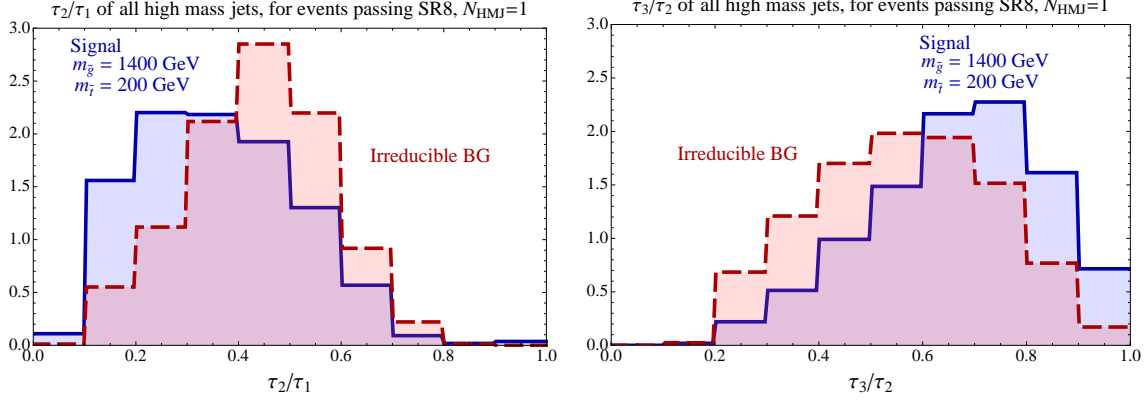 τ2/τ1 of all high mass jets, for events passing SR8, NHMJ=1
3.0
2.5
2.0
1.5
1.0
0.5
0.0
Signal
mg̃ = 1400 GeV
mt̃ = 200 GeV
Irreducible BG
0.0 0.2 0.4 0.6 0.8 1.0
τ2/τ1
τ3/τ2 of all high mass jets, for events passing SR8, NHMJ=1
3.0
2.5
2.0
1.5
1.0
0.5
0.0
Signal
mg̃ = 1400 GeV
mt̃ = 200 GeV
Irreducible BG
0.0 0.2 0.4 0.6 0.8 1.0
τ3/τ2